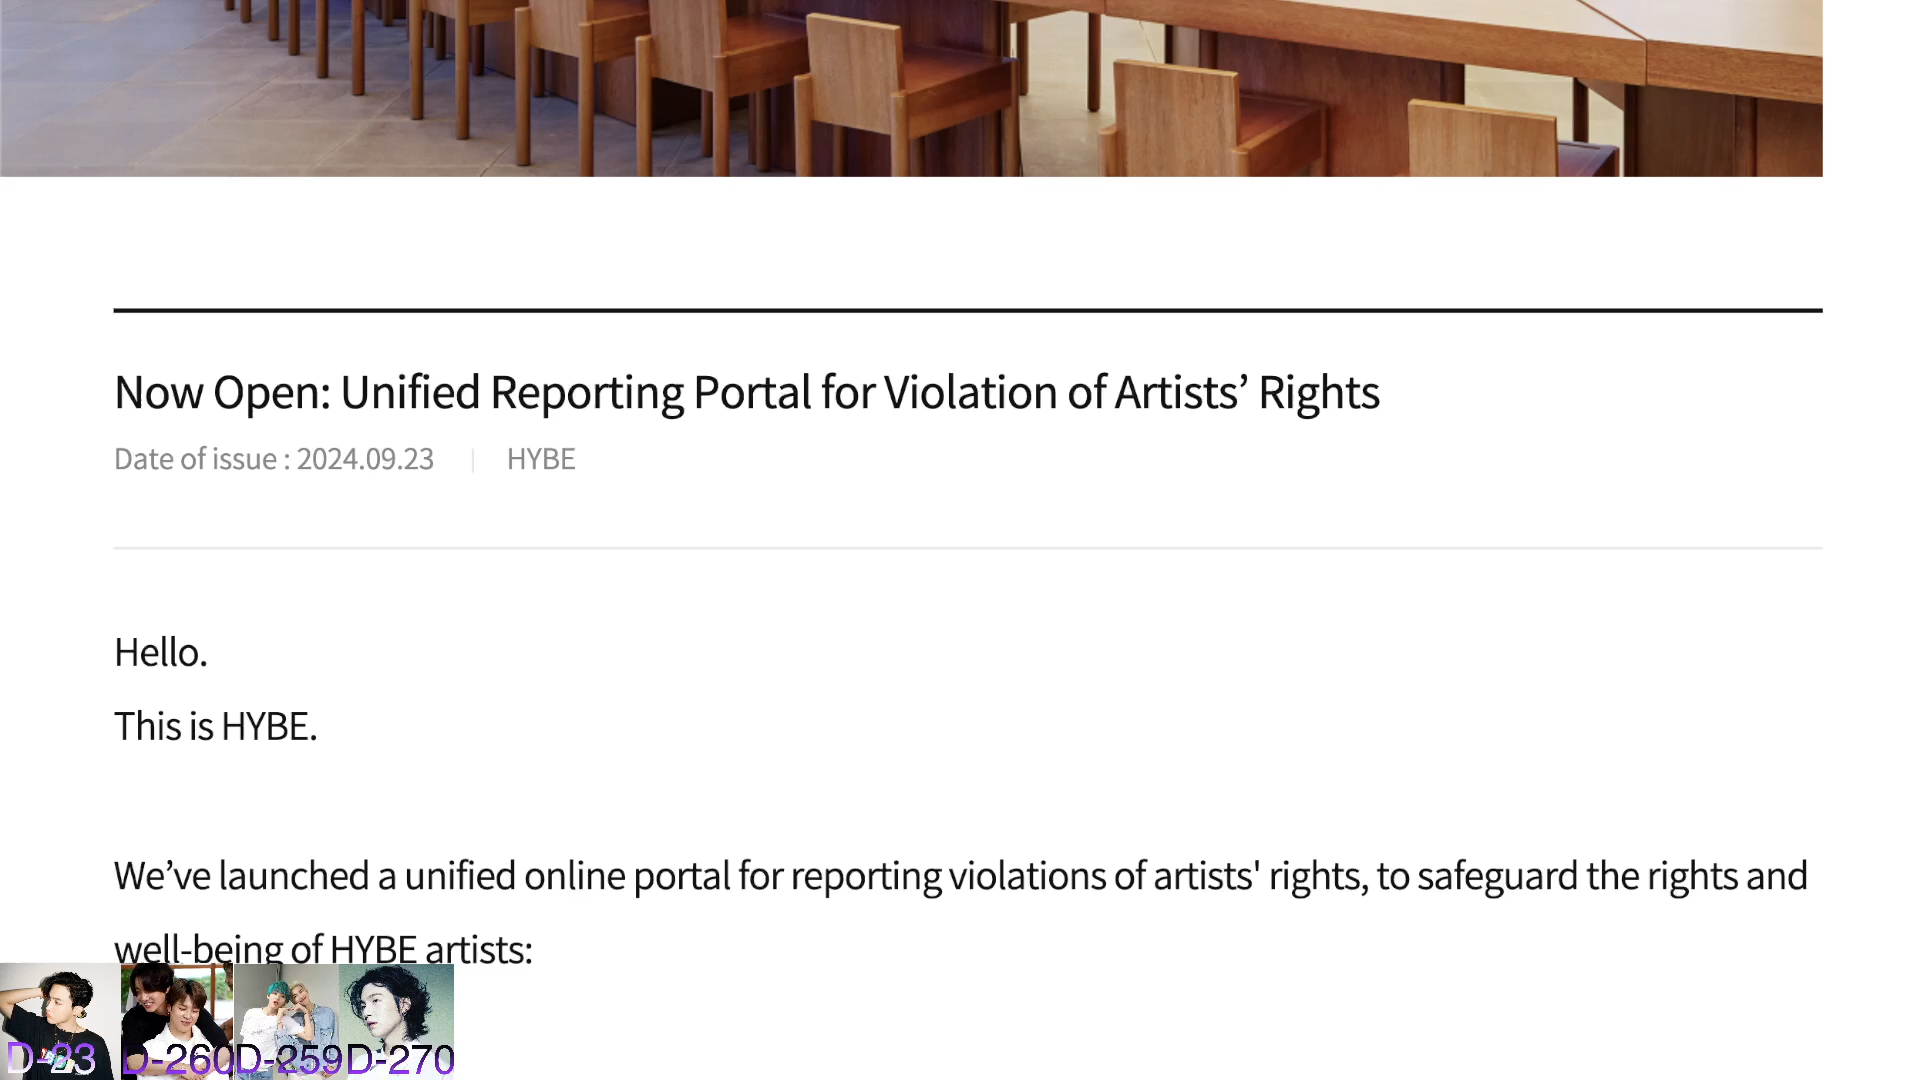 Now Open: Unified Reporting Portal for Violation of Artists’ Rights
Date of issue : 2024.09.23 | HYBE
Hello.
This is HYBE.
We’ve launched a unified online portal for reporting violations of artists' rights, to safeguard the rights and
well-being of HYBE artists:
D-23 D-260 D-259 D-270